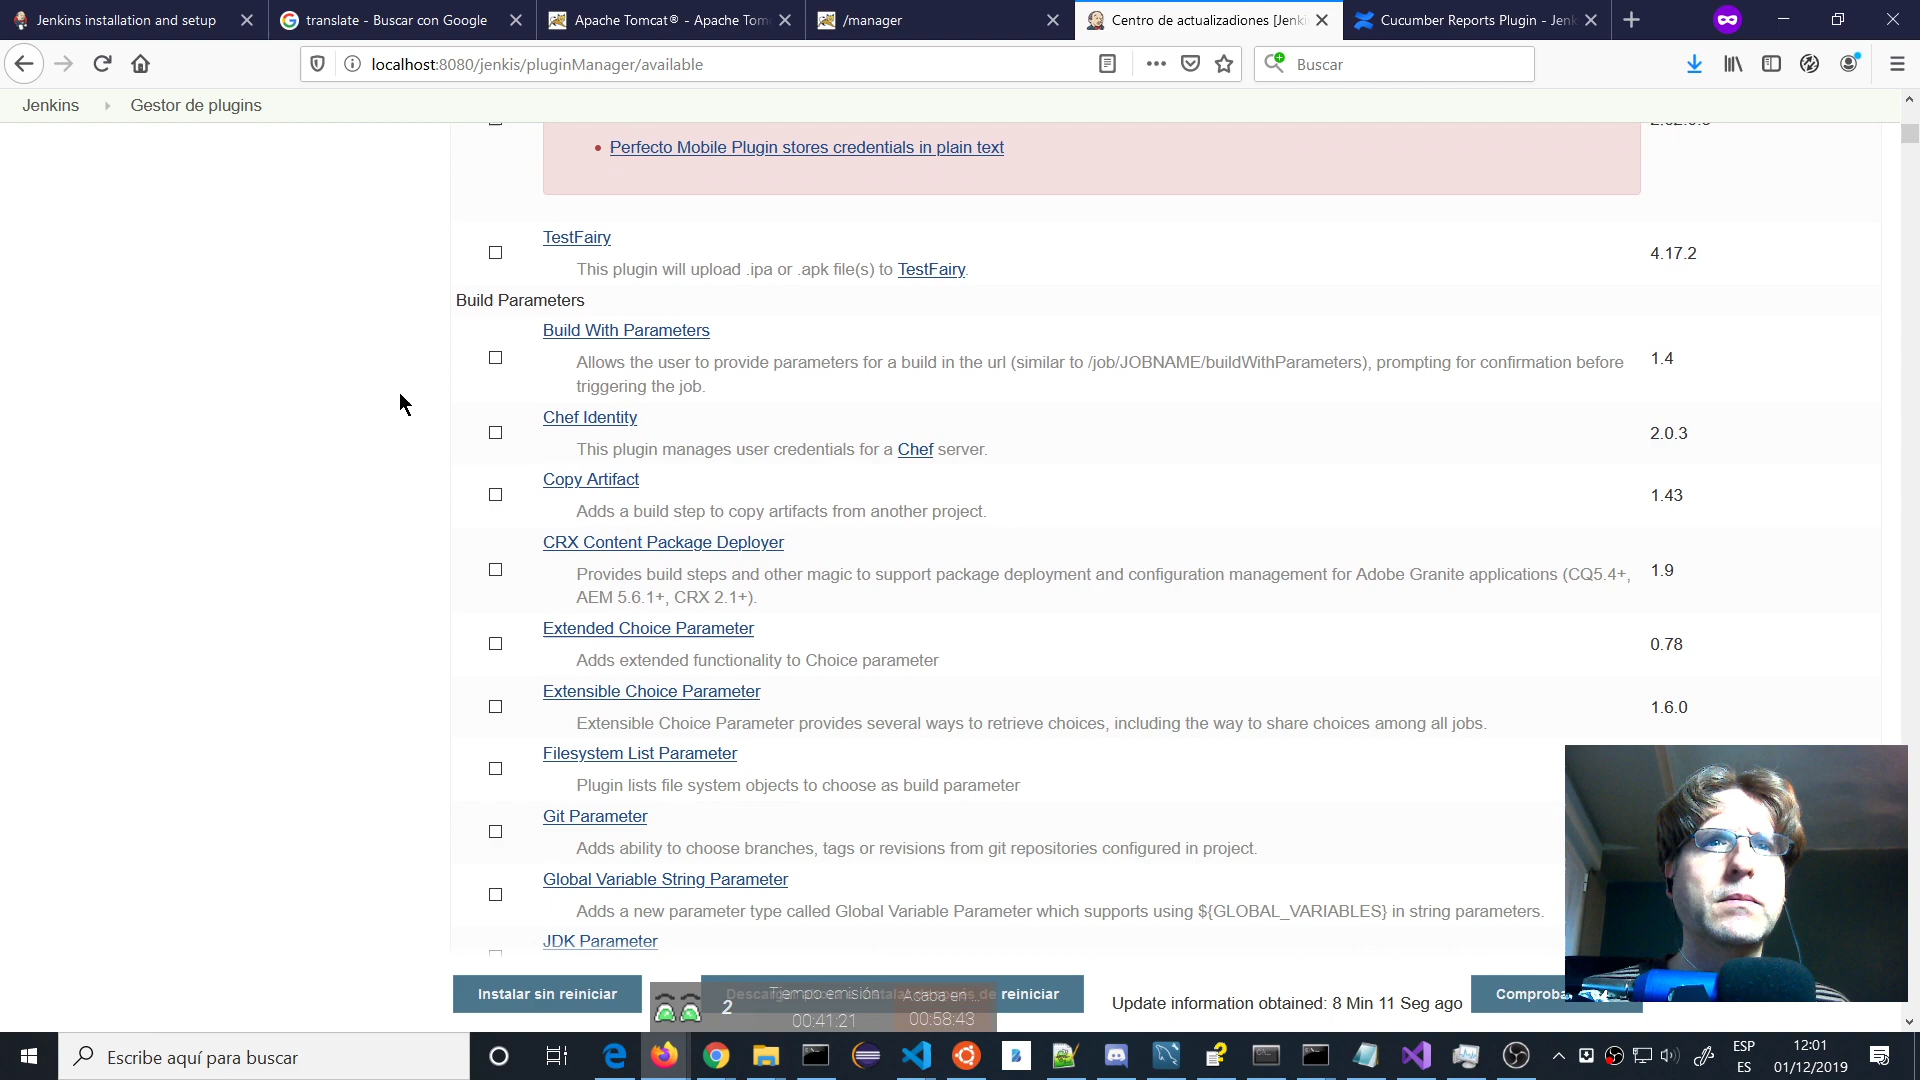 Jenkins installation and setup
translate - Buscar con Google
Apache Tomcat® - Apache Tom
/manager
Centro de actualizadiones [Jenki
Cucumber Reports Plugin - Jenk
localhost:8080/jenkis/pluginManager/available
Buscar
Jenkins
Gestor de plugins
Perfecto Mobile Plugin stores credentials in plain text
TestFairy
This plugin will upload .ipa or .apk file(s) to TestFairy.
4.17.2
Build Parameters
Build With Parameters
Allows the user to provide parameters for a build in the url (similar to /job/JOBNAME/buildWithParameters), prompting for confirmation before
triggering the job.
1.4
Chef Identity
This plugin manages user credentials for a Chef server.
2.0.3
Copy Artifact
Adds a build step to copy artifacts from another project.
1.43
CRX Content Package Deployer
Provides build steps and other magic to support package deployment and configuration management for Adobe Granite applications (CQ5.4+,
AEM 5.6.1+, CRX 2.1+).
1.9
Extended Choice Parameter
Adds extended functionality to Choice parameter
0.78
Extensible Choice Parameter
Extensible Choice Parameter provides several ways to retrieve choices, including the way to share choices among all jobs.
1.6.0
Filesystem List Parameter
Plugin lists file system objects to choose as build parameter
Git Parameter
Adds ability to choose branches, tags or revisions from git repositories configured in project.
Global Variable String Parameter
Adds a new parameter type called Global Variable Parameter which supports using ${GLOBAL_VARIABLES} in string parameters.
JDK Parameter
Instalar sin reiniciar
2
Tiempo emisión
00:41:21
Acaba en ...
00:58:43
de reiniciar
Update information obtained: 8 Min 11 Seg ago
Comproba
Escribe aquí para buscar
ESP
ES
12:01
01/12/2019